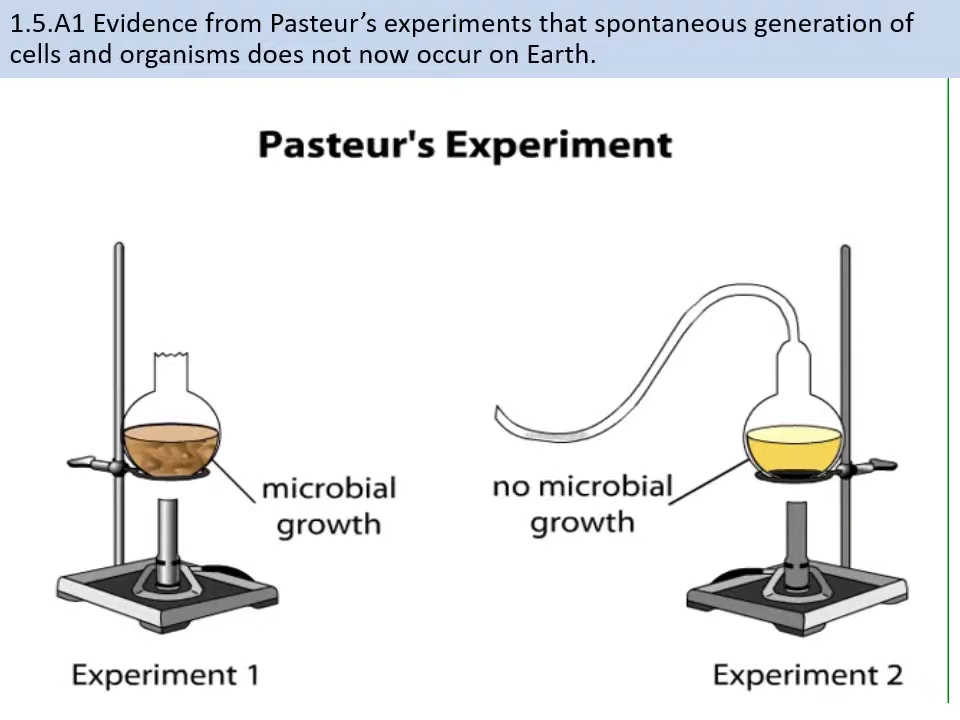 1.5.A1 Evidence from Pasteur’s experiments that spontaneous generation of
cells and organisms does not now occur on Earth.
Pasteur's Experiment
microbial
growth
no microbial
growth
Experiment 1
Experiment 2